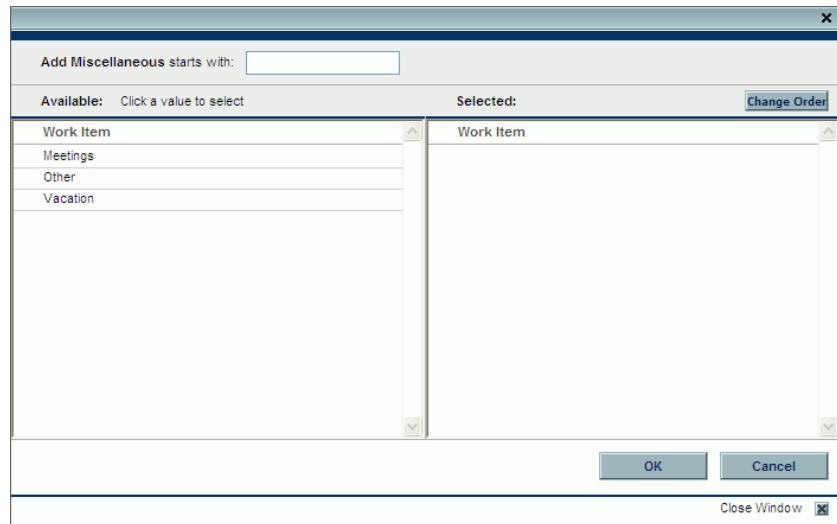 Add Miscellaneous starts with:
Available: Click a value to select
Selected:
Change Order
Work Item
Work Item
Meetings
Other
Vacation
OK
Cancel
Close Window